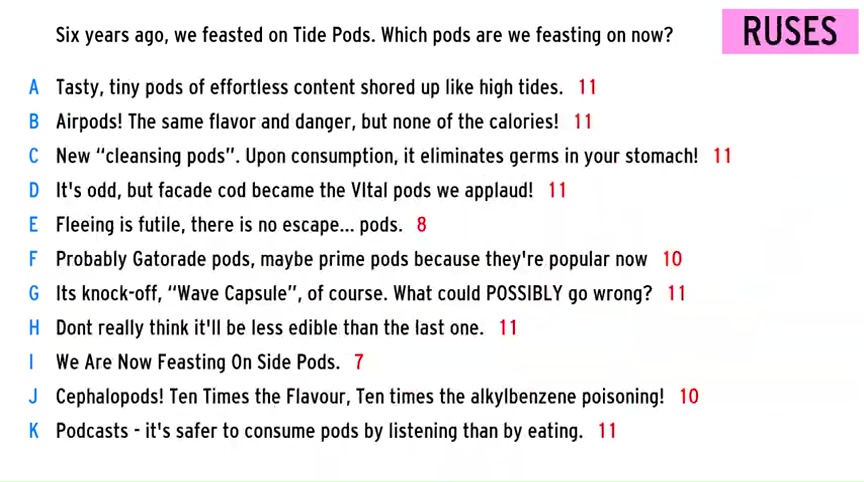 Six years ago, we feasted on Tide Pods. Which pods are we feasting on now?
RUSES
A Tasty, tiny pods of effortless content shored up like high tides. 11
B Airpods! The same flavor and danger, but none of the calories! 11
C New “cleansing pods”. Upon consumption, it eliminates germs in your stomach! 11
D It's odd, but facade cod became the VItal pods we applaud! 11
E Fleeing is futile, there is no escape... pods. 8
F Probably Gatorade pods, maybe prime pods because they're popular now 10
G Its knock-off, “Wave Capsule”, of course. What could POSSIBLY go wrong? 11
H Dont really think it'll be less edible than the last one. 11
I We Are Now Feasting On Side Pods. 7
J Cephalopods! Ten Times the Flavour, Ten times the alkylbenzene poisoning! 10
K Podcasts - it's safer to consume pods by listening than by eating. 11